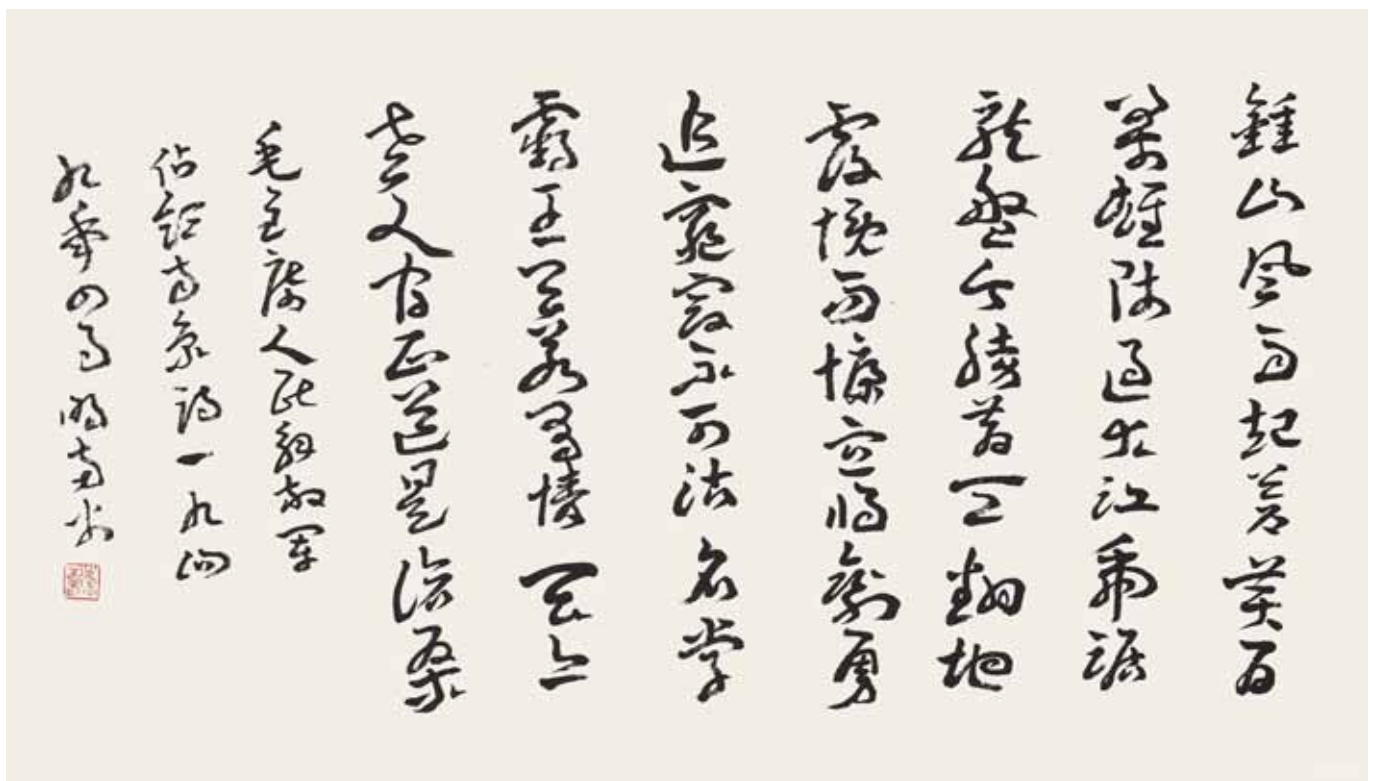 鍾山風雨起蒼黃百
萬雄師過大江虎踞
龍盤今勝昔天翻地
覆慨而慷宜將剩勇
追窮寇不可沽名學
霸王天若有情天亦
老人間正道是滄桑
毛主席人民解放軍
佔領南京詩一九四
九年四月